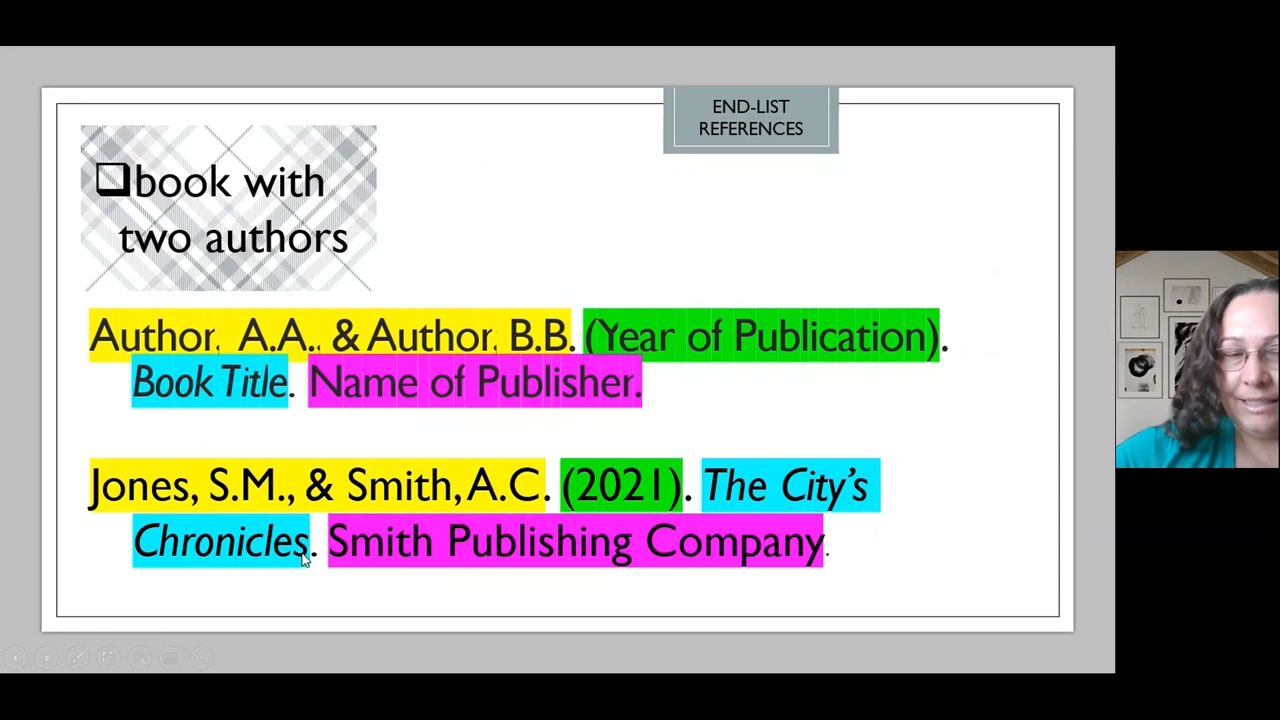 END-LIST
REFERENCES
book with
two authors
Author, A.A., & Author, B.B. (Year of Publication).
Book Title. Name of Publisher.
Jones, S.M., & Smith, A.C. (2021). The City's
Chronicles. Smith Publishing Company.